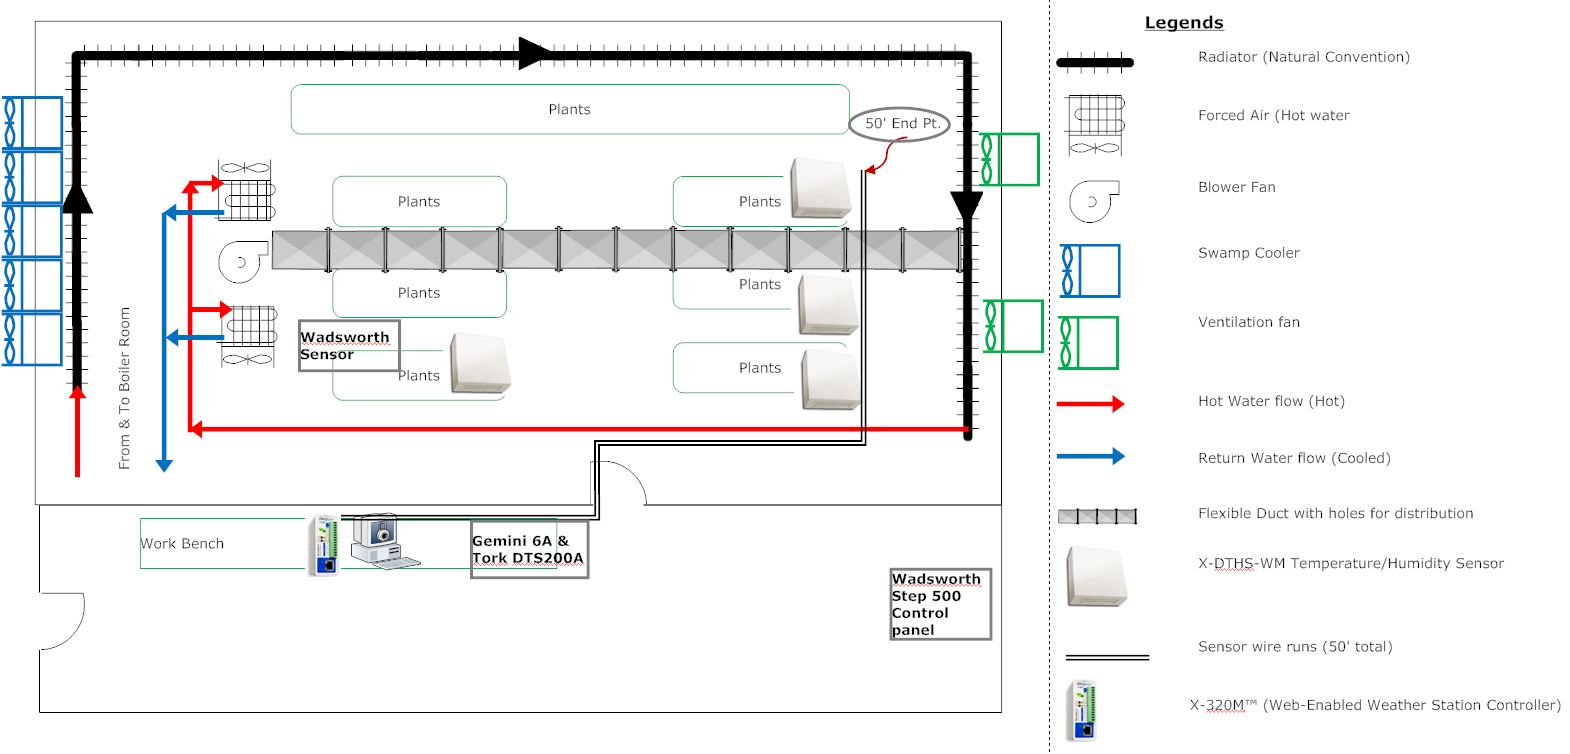 Plants
50' End Pt.
Plants
Plants
Plants
Plants
Wadsworth
Sensor
Plants
Plants
From & To Boiler Room
Work Bench
Gemini 6A &
Tork DTS200A
Wadsworth
Step 500
Control
panel
Legends
Radiator (Natural Convention)
Forced Air (Hot water
Blower Fan
Swamp Cooler
Ventilation fan
Hot Water flow (Hot)
Return Water flow (Cooled)
Flexible Duct with holes for distribution
X-DTHS-WM Temperature/Humidity Sensor
Sensor wire runs (50' total)
X-320M™ (Web-Enabled Weather Station Controller)